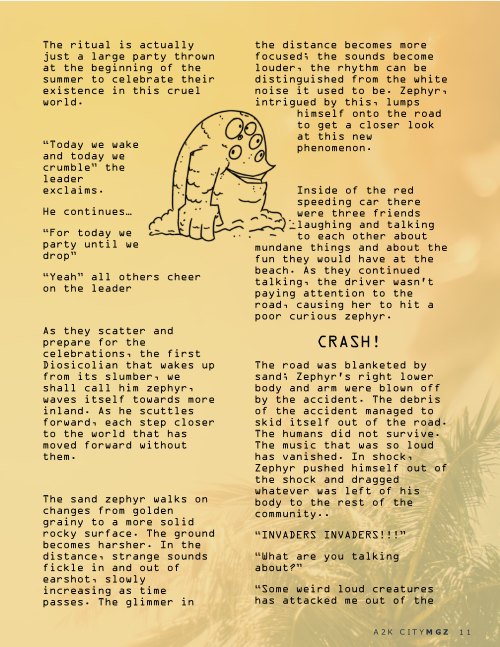 The ritual is actually
just a large party thrown
at the beginning of the
summer to celebrate their
existence in this cruel
world.
“Today we wake
and today we
crumble” the
leader
exclaims.
He continues…
“For today we
party until we
drop”
“Yeah” all others cheer
on the leader
As they scatter and
prepare for the
celebrations, the first
Diosicolian that wakes up
from its slumber, we
shall call him zephyr,
waves itself towards more
inland. As he scuttles
forward, each step closer
to the world that has
moved forward without
them.
The sand zephyr walks on
changes from golden
grainy to a more solid
rocky surface. The ground
becomes harsher. In the
distance, strange sounds
fickle in and out of
earshot, slowly
increasing as time
passes. The glimmer in
the distance becomes more
focused; the sounds become
louder, the rhythm can be
distinguished from the white
noise it used to be. Zephyr,
intrigued by this, lumps
himself onto the road
to get a closer look
at this new
phenomenon.
Inside of the red
speeding car there
were three friends
laughing and talking
to each other about
mundane things and about the
fun they would have at the
beach. As they continued
talking, the driver wasn't
paying attention to the
road, causing her to hit a
poor curious zephyr.
CRASH!
The road was blanketed by
sand; Zephyr's right lower
body and arm were blown off
by the accident. The debris
of the accident managed to
skid itself out of the road.
The humans did not survive.
The music that was so loud
has vanished. In shock,
Zephyr pushed himself out of
the shock and dragged
whatever was left of his
body to the rest of the
community..
“INVADERS INVADERS!!!”
“What are you talking
about?”
“Some weird loud creatures
has attacked me out of the
A2K CITYMGZ 11